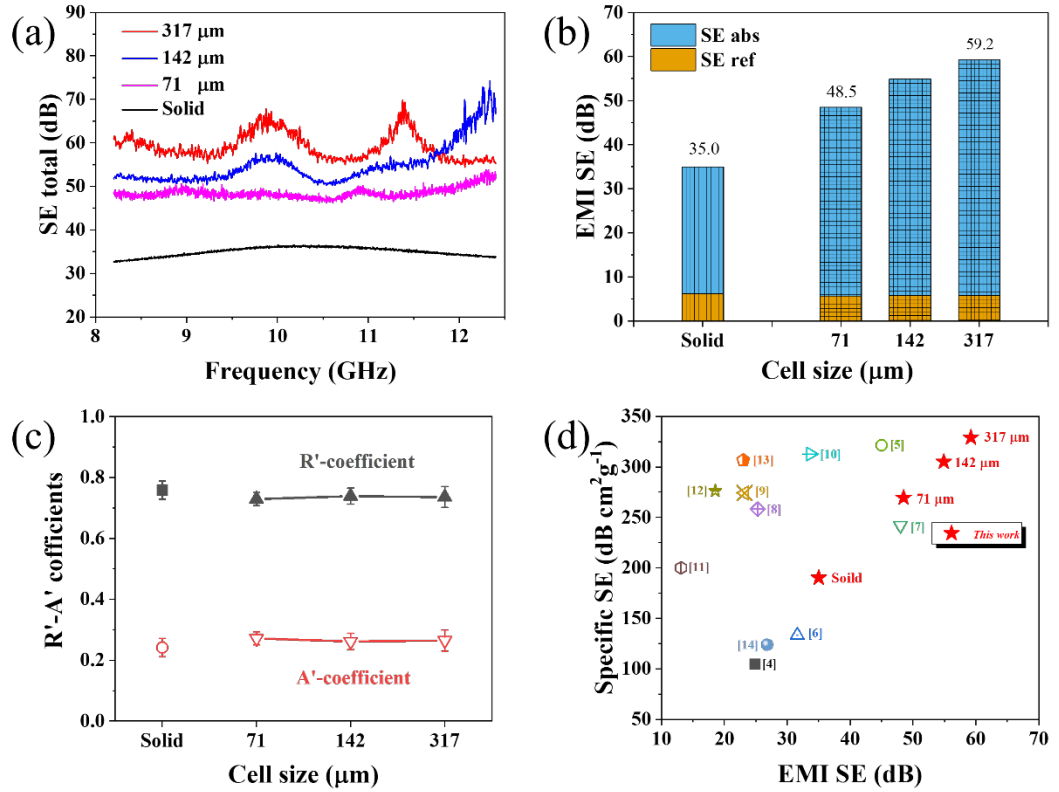 (a)
317 μm
142 μm
71 μm
Solid
SE total (dB)
90
80
70
60
50
40
30
20
8
9
10
11
12
Frequency (GHz)
(b)
SE abs
SE ref
EMI SE (dB)
70
60
50
40
30
20
10
0
35.0
48.5
59.2
Solid
71
142
317
Cell size (μm)
(c)
R'-A' cofficients
1.0
0.8
0.6
0.4
0.2
0.0
R'-coefficient
A'-coefficient
Solid
71
142
317
Cell size (μm)
(d)
Specific SE (dB cm²g⁻¹)
350
300
250
200
150
100
50
[5]
317 μm
[13]
[10]
142 μm
[12]
[9]
71 μm
[8]
[7]
This work
[11]
Soild
[6]
[14]
[4]
10
20
30
40
50
60
70
EMI SE (dB)